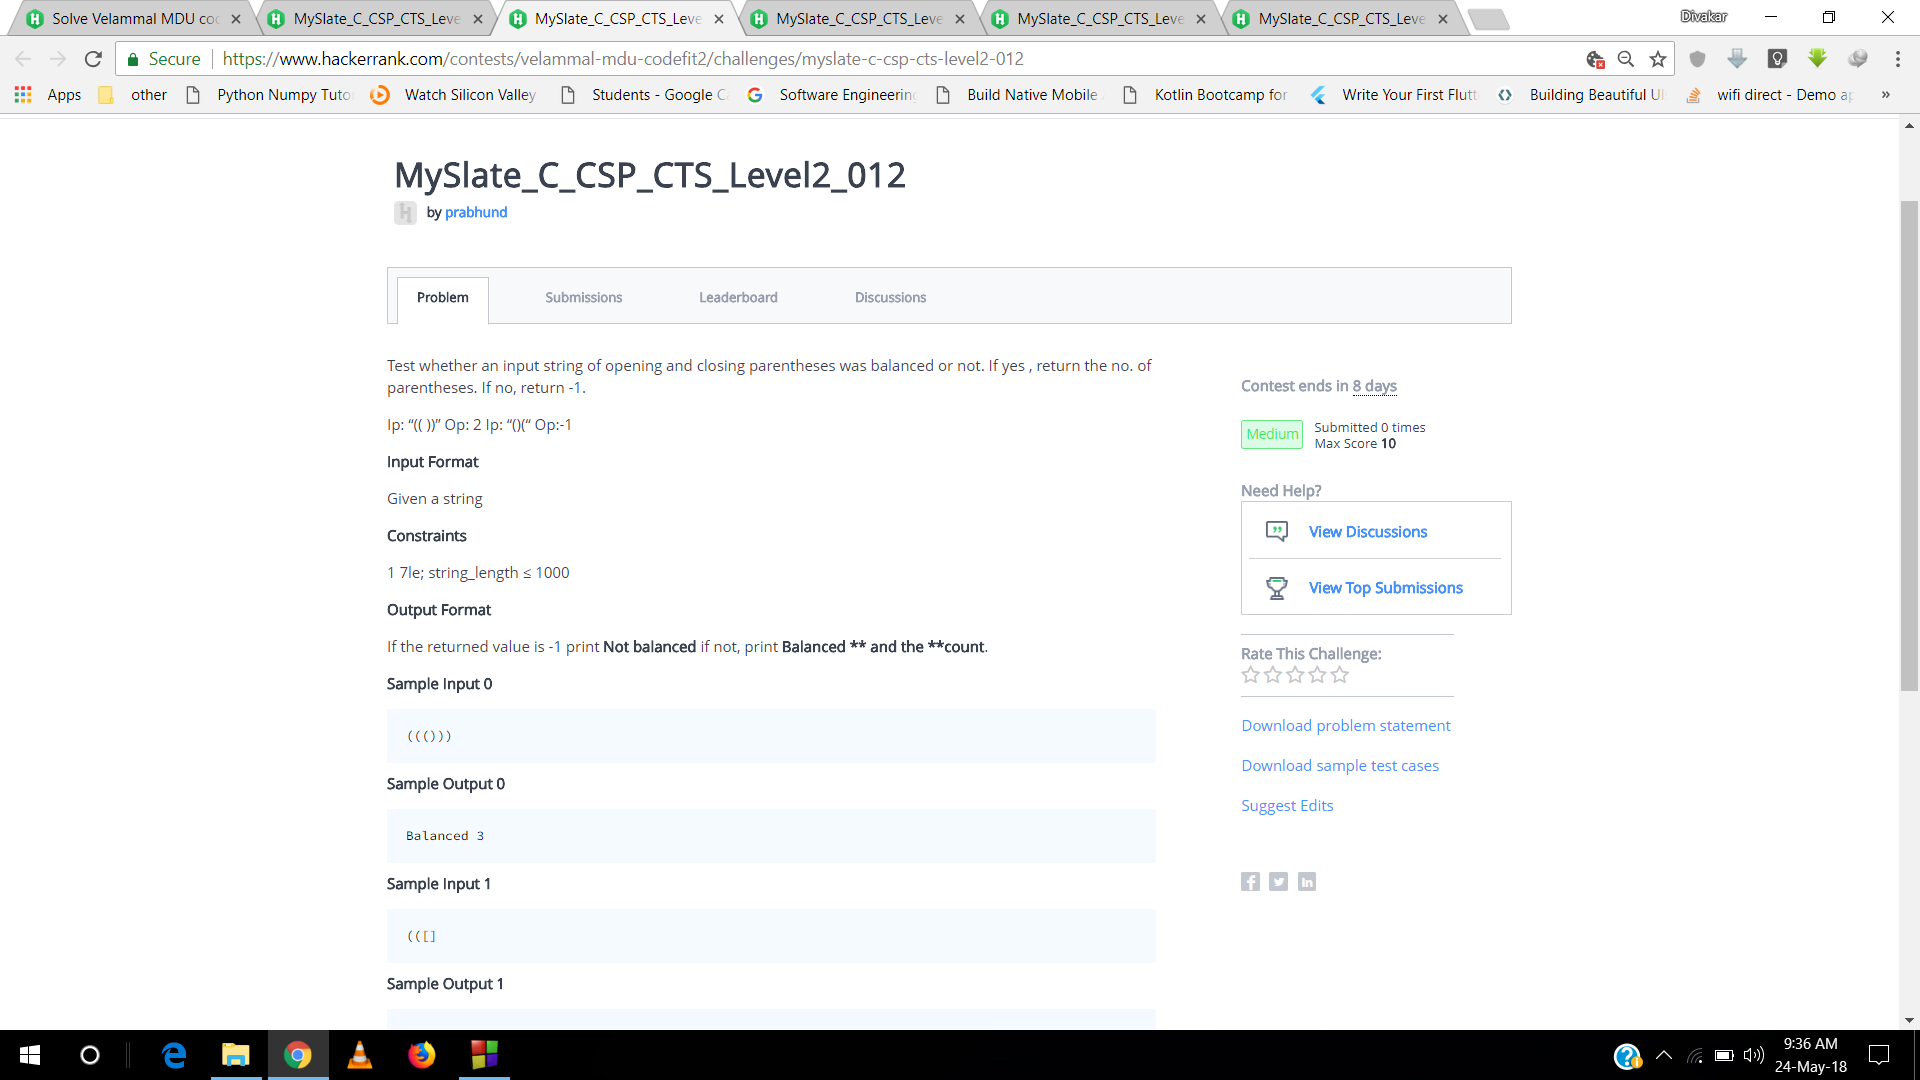 Solve Velammal MDU co
MySlate_C_CSP_CTS_Leve
MySlate_C_CSP_CTS_Leve
MySlate_C_CSP_CTS_Leve
MySlate_C_CSP_CTS_Leve
MySlate_C_CSP_CTS_Leve
Divakar
Secure
https://www.hackerrank.com/contests/velammal-mdu-codefit2/challenges/myslate-c-csp-cts-level2-012
Apps
other
Python Numpy Tuto
Watch Silicon Valley
Students - Google C
Software Engineering
Build Native Mobile
Kotlin Bootcamp for
Write Your First Flutt
Building Beautiful UI
wifi direct - Demo ap
»
MySlate_C_CSP_CTS_Level2_012
by prabhund
Problem
Submissions
Leaderboard
Discussions
Test whether an input string of opening and closing parentheses was balanced or not. If yes , return the no. of
parentheses. If no, return -1.
Ip: “(( ))” Op: 2 Ip: “()(“ Op:-1
Input Format
Given a string
Constraints
1 7le; string_length ≤ 1000
Output Format
If the returned value is -1 print Not balanced if not, print Balanced ** and the **count.
Sample Input 0
((()))
Sample Output 0
Balanced 3
Sample Input 1
(([]
Sample Output 1
Contest ends in 8 days
Medium
Submitted 0 times
Max Score 10
Need Help?
View Discussions
View Top Submissions
Rate This Challenge:
Download problem statement
Download sample test cases
Suggest Edits
9:36 AM
24-May-18